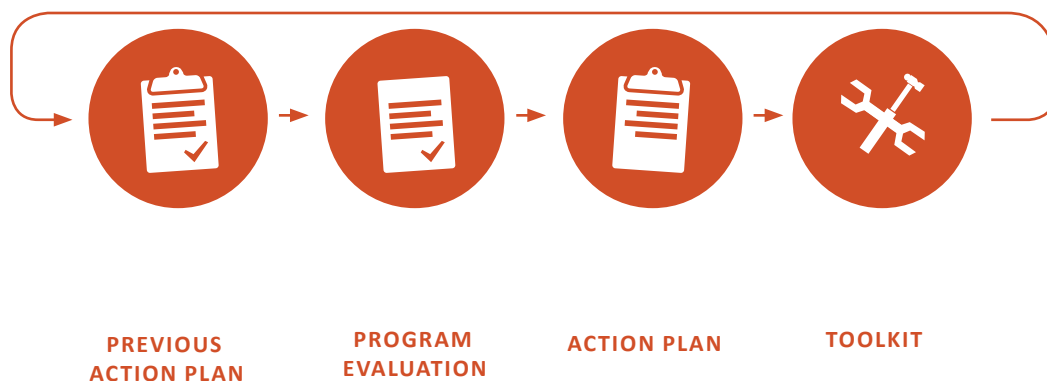 PREVIOUS
ACTION PLAN
PROGRAM
EVALUATION
ACTION PLAN
TOOLKIT